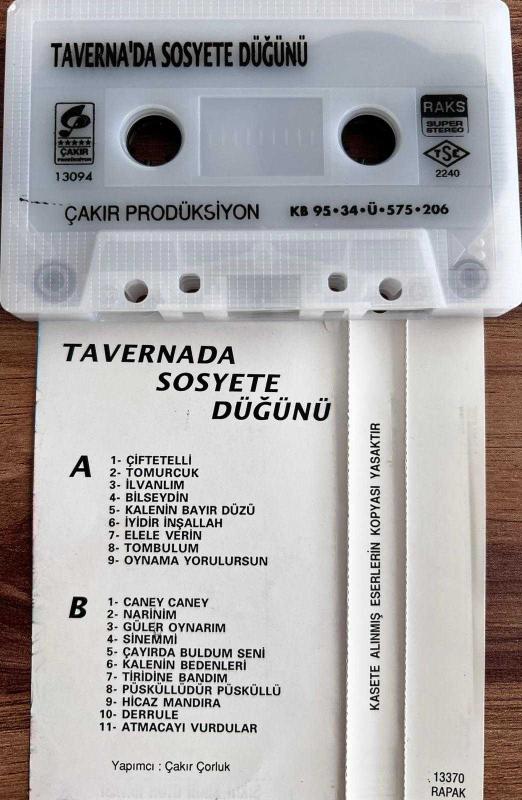 TAVERNA'DA SOSYETE DÜĞÜNÜ
ÇAKIR
PRODÜKSİYON
13094
RAKS
SUPER
STEREO
TSE
2240
ÇAKIR PRODÜKSİYON
KB 95•34•Ü•575•206
TAVERNADA
SOSYETE
DÜĞÜNÜ
A
1- ÇİFTETELLİ
2- TOMURCUK
3- İLVANLIM
4- BİLSEYDİN
5- KALENİN BAYIR DÜZÜ
6- İYİDİR İNŞALLAH
7- ELELE VERİN
8- TOMBULUM
9- OYNAMA YORULURSUN
B
1- CANEY CANEY
2- NARİNİM
3- GÜLER OYNARIM
4- SİNEMMİ
5- ÇAYIRDA BULDUM SENİ
6- KALENİN BEDENLERİ
7- TİRİDİNE BANDIM
8- PÜSKÜLLÜDÜR PÜSKÜLLÜ
9- HİCAZ MANDIRA
10- DERRULE
11- ATMACAYI VURDULAR
Yapımcı : Çakır Çorluk
KASETE ALINMIŞ ESERLERİN KOPYASI YASAKTIR
13370
RAPAK